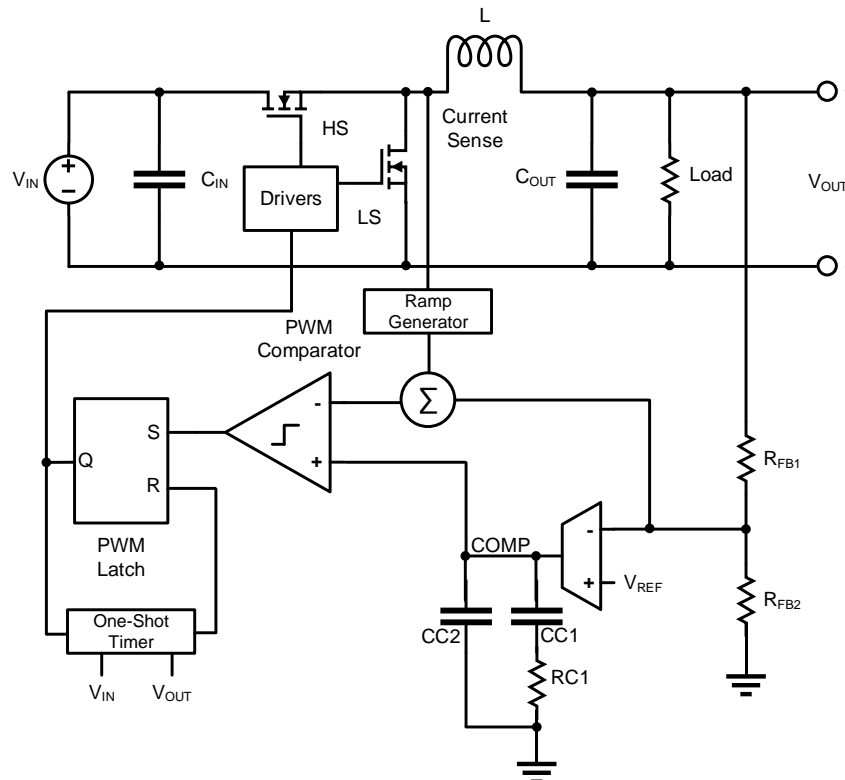 L
HS
Current
Sense
V_IN
+
−
C_IN
Drivers
LS
C_OUT
Load
V_OUT
Ramp
Generator
PWM
Comparator
-
Σ
+
S
Q
R
PWM
Latch
R_FB1
COMP
-
+
V_REF
R_FB2
CC2
CC1
RC1
One-Shot
Timer
V_IN
V_OUT